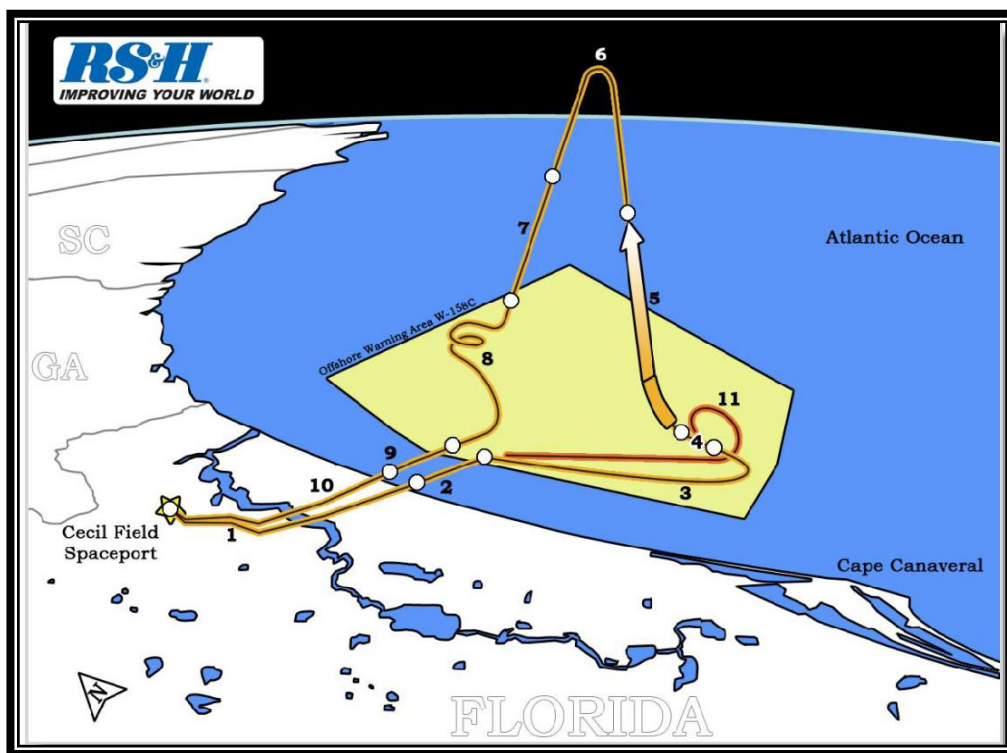 RS&H
IMPROVING YOUR WORLD
6
SC
7
Atlantic Ocean
5
Offshore Warning Area W-158C
8
GA
11
4
9
10
2
3
1
Cecil Field
Spaceport
Cape Canaveral
N
FLORIDA